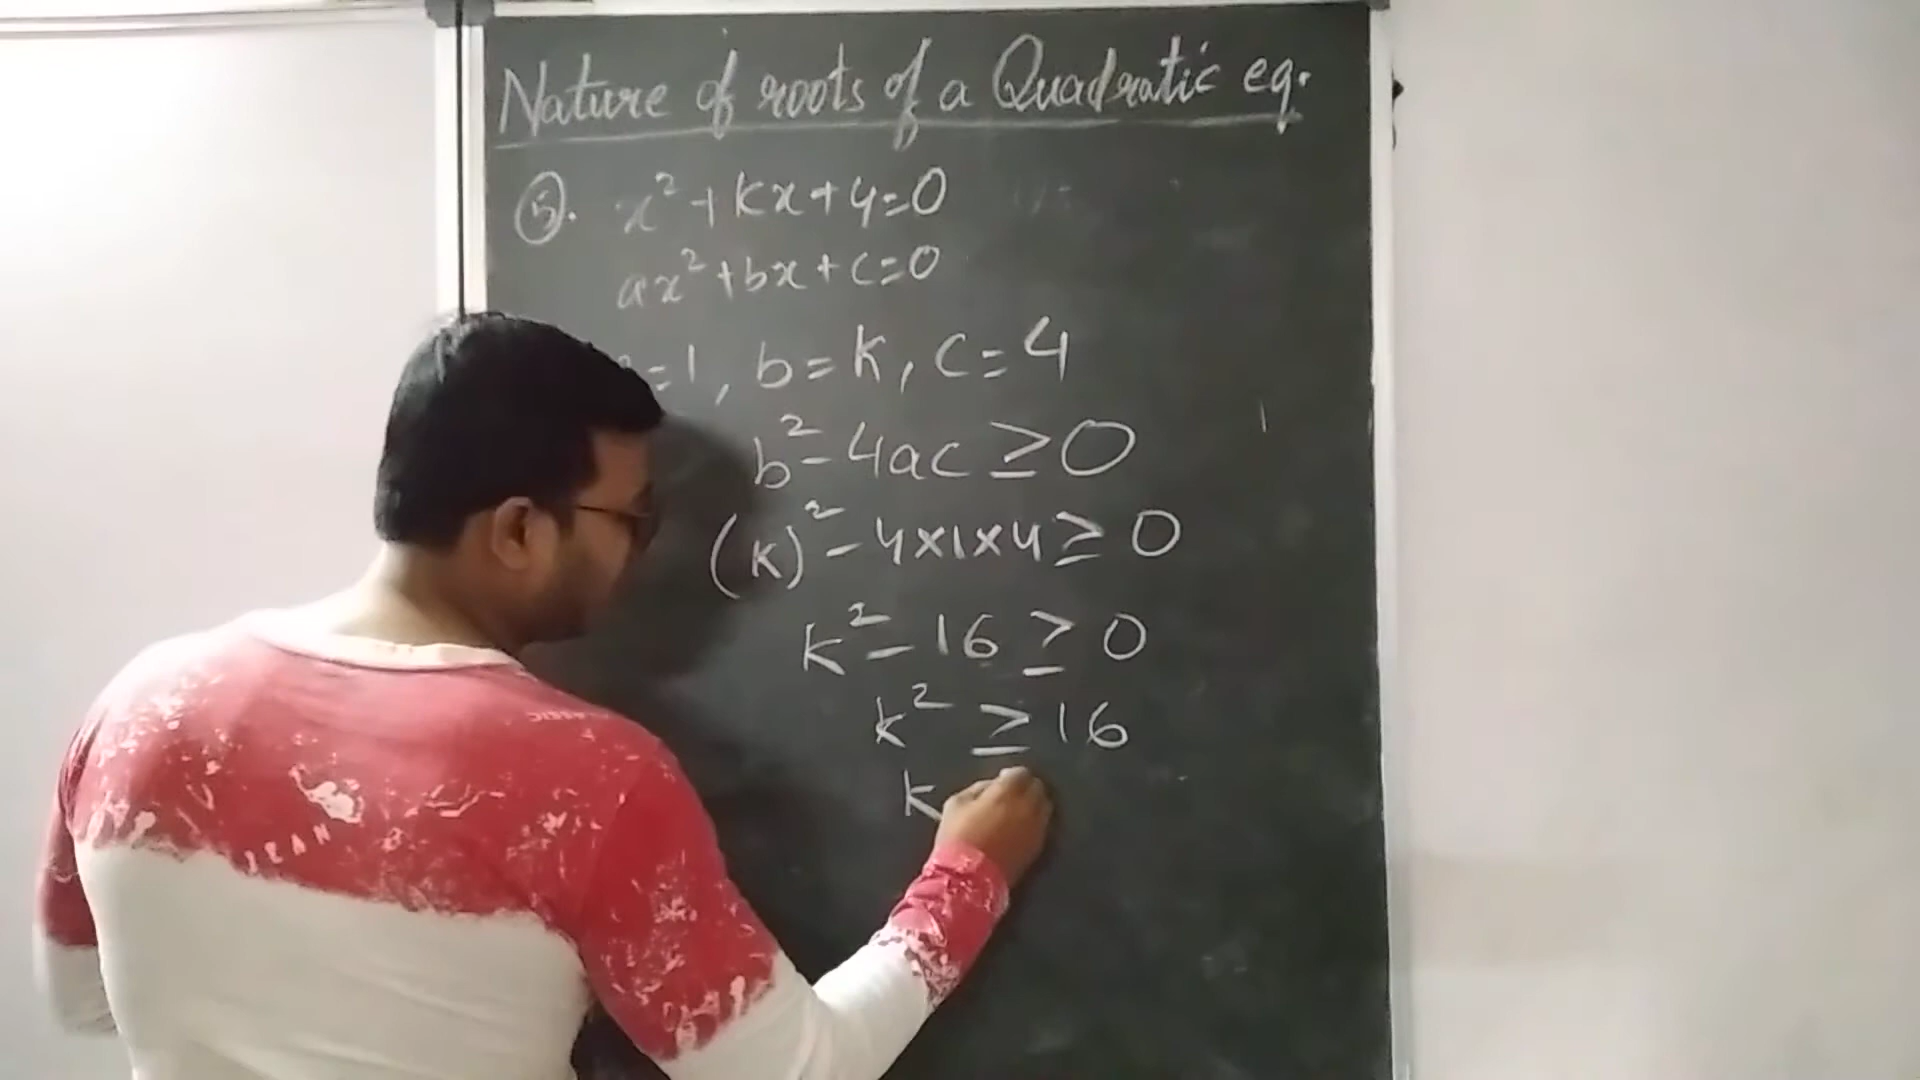 Nature of roots of a Quadratic eq.
⑤. x² + kx + 4 = 0
ax² + bx + c = 0
= 1, b = k, c = 4
b² - 4ac ≥ 0
(k)² - 4×1×4 ≥ 0
k² - 16 ≥ 0
k² ≥ 16
k